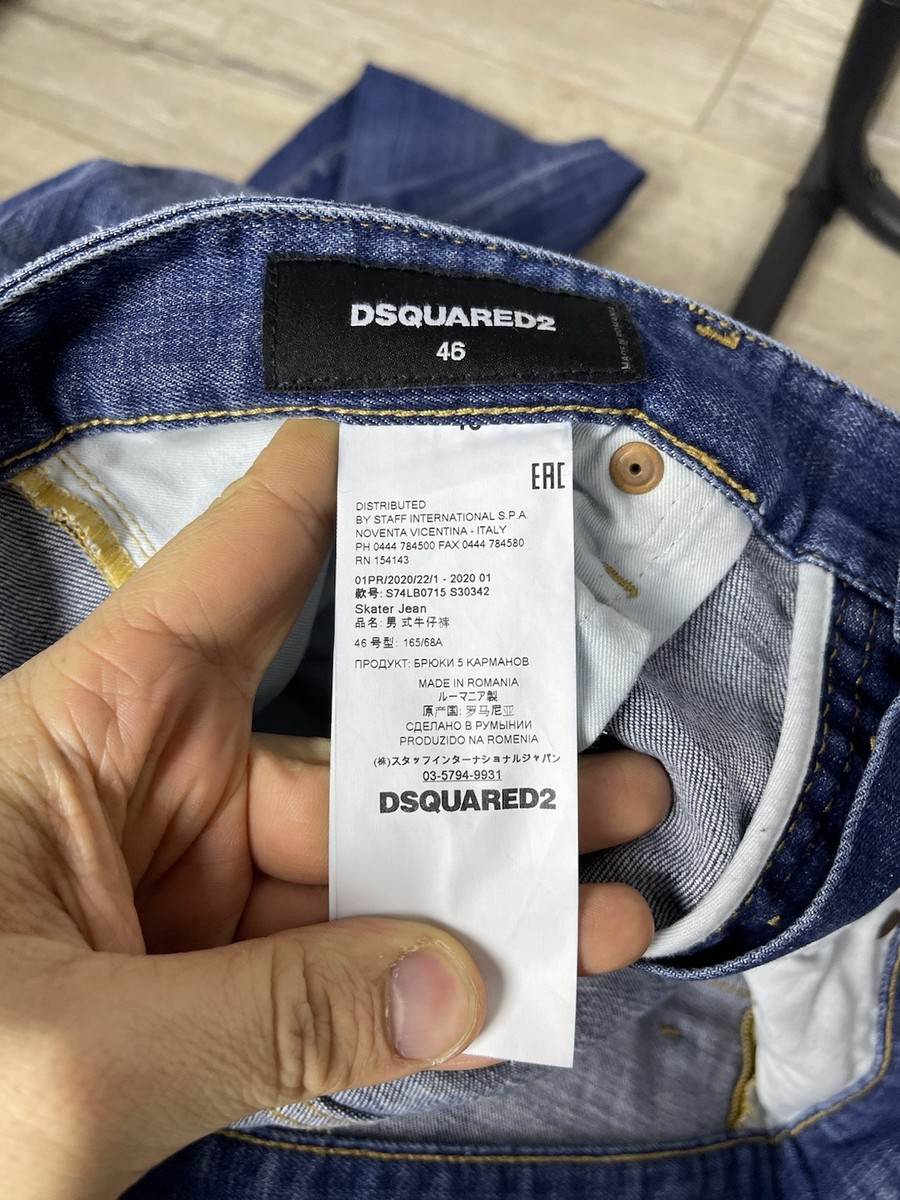 DSQUARED2
46
MADE IN
EAC
DISTRIBUTED
BY STAFF INTERNATIONAL S.P.A.
NOVENTA VICENTINA - ITALY
PH 0444 784500 FAX 0444 784580
RN 154143
01PR/2020/22/1 - 2020 01
款号: S74LB0715 S30342
Skater Jean
品名: 男 式牛仔裤
46 号型: 165/68A
ПРОДУКТ: БРЮКИ 5 КАРМАНОВ
MADE IN ROMANIA
ルーマニア製
原产国: 罗马尼亚
СДЕЛАНО В РУМЫНИИ
PRODUZIDO NA ROMENIA
(株)スタッフインターナショナルジャパン
03-5794-9931
DSQUARED2